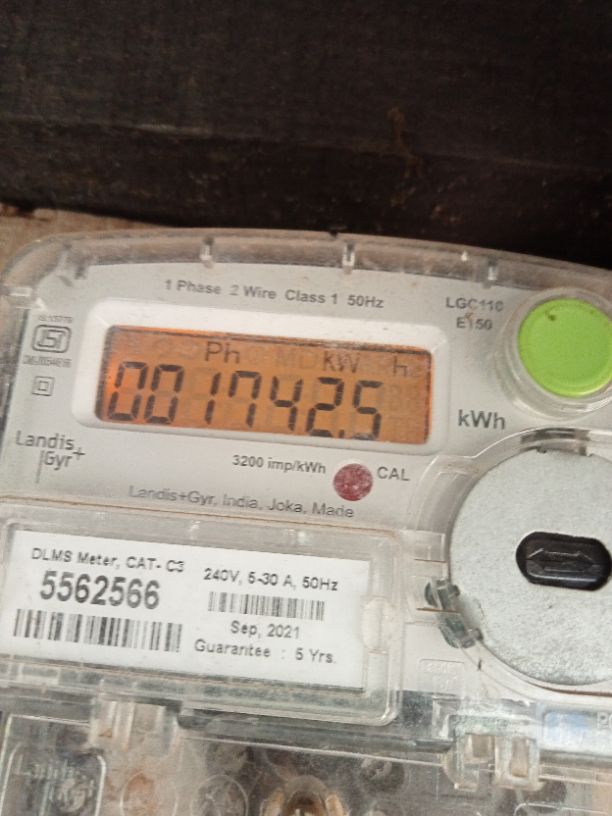 1 Phase 2 Wire Class 1 50Hz
LGC110
E150
Ph kW h
001742.5
kWh
Landis
Gyr+
3200 imp/kWh
CAL
Landis+Gyr, India, Joka, Made
DLMS Meter, CAT- C3
5562566
240V, 5-30 A, 50Hz
Sep, 2021
Guarantee : 5 Yrs.